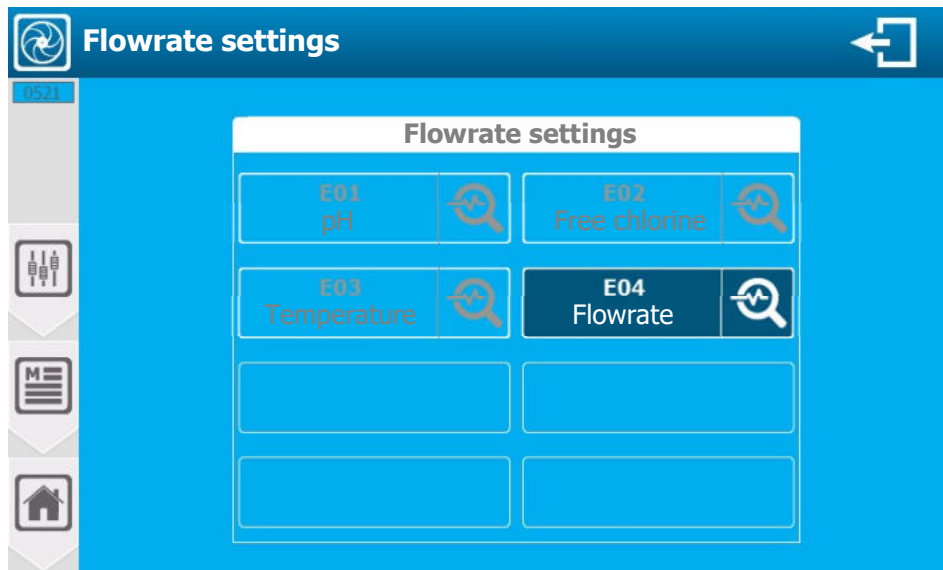 Flowrate settings
0521
Flowrate settings
E01
pH
E02
Free chlorine
E03
Temperature
E04
Flowrate
M